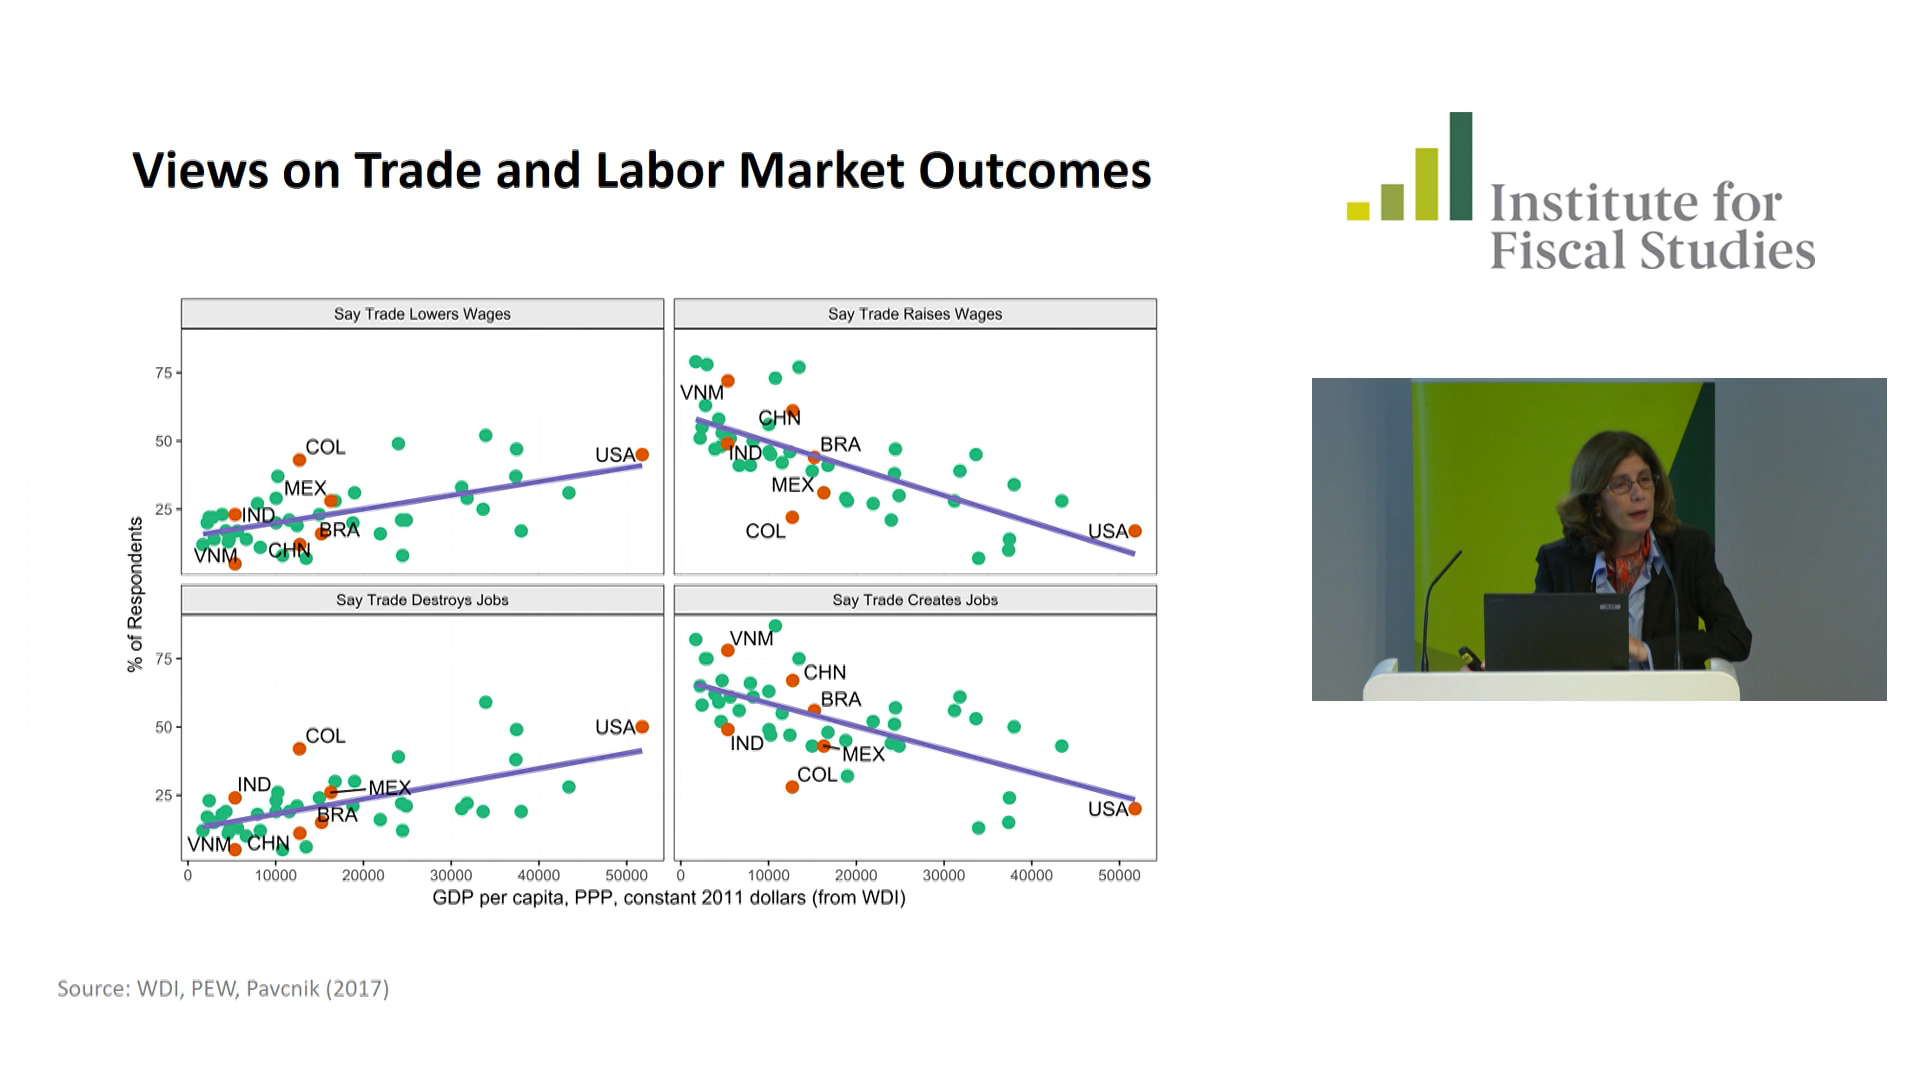 Views on Trade and Labor Market Outcomes
Institute for
Fiscal Studies
% of Respondents
Say Trade Lowers Wages
75
50
25
COL
MEX
IND
BRA
CHN
VNM
USA
Say Trade Raises Wages
VNM
CHN
BRA
IND
MEX
COL
USA
Say Trade Destroys Jobs
75
50
25
COL
IND
MEX
BRA
VNM
CHN
USA
Say Trade Creates Jobs
VNM
CHN
BRA
IND
MEX
COL
USA
0 10000 20000 30000 40000 50000 0 10000 20000 30000 40000 50000
GDP per capita, PPP, constant 2011 dollars (from WDI)
Source: WDI, PEW, Pavcnik (2017)